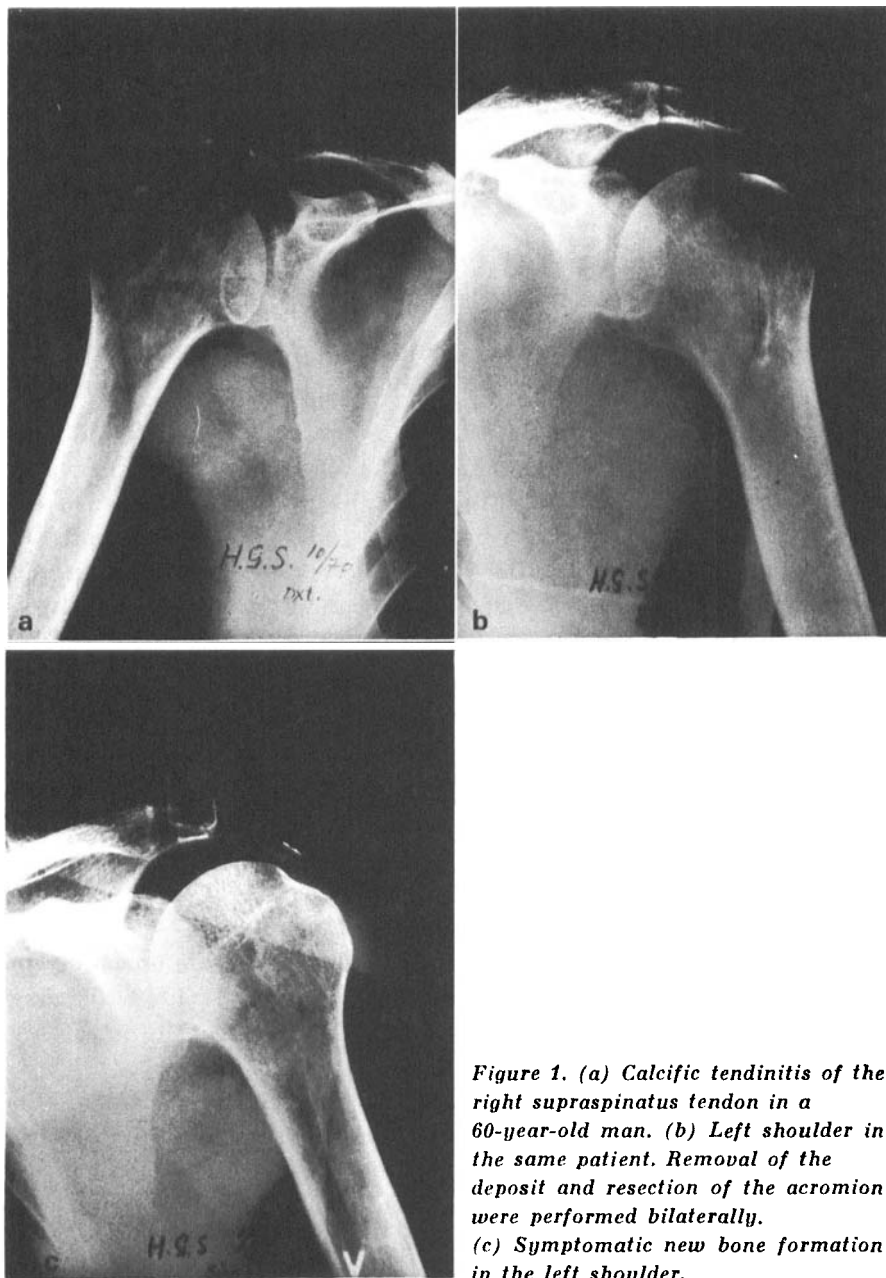 H.G.S. 10/70
Dxt.
a
H.G.S
b
H.G.S
c
V
Figure 1. (a) Calcific tendinitis of the
right supraspinatus tendon in a
60-year-old man. (b) Left shoulder in
the same patient. Removal of the
deposit and resection of the acromion
were performed bilaterally.
(c) Symptomatic new bone formation
in the left shoulder.